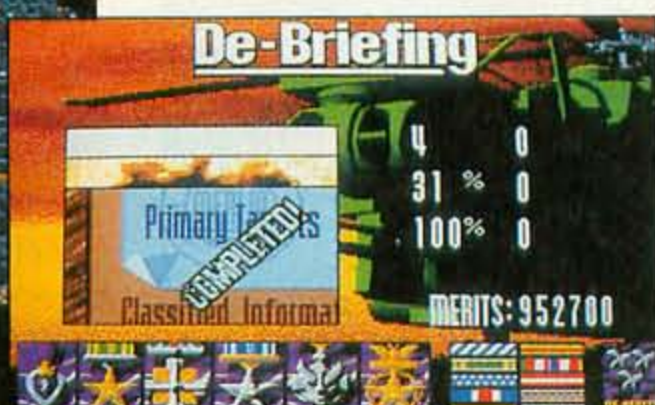 De-Briefing
4 0
31 % 0
100% 0
Primary Targets
COMPLETED!
Classified Informat
MERITS: 952700